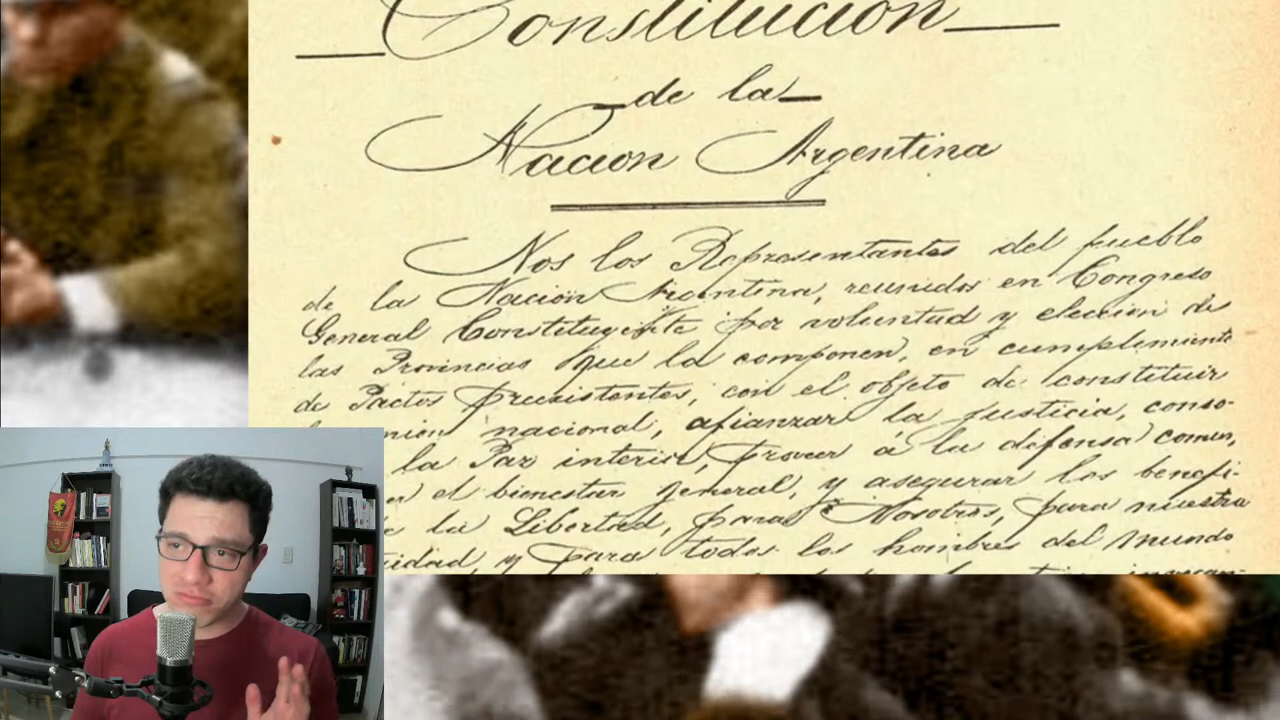 Constitución
de la
Nacion Argentina
Nos los Representantes del pueblo
de la Nación Argentina, reunidos en Congreso
General Constituyente por voluntad y eleccion de
las Provincias que la componen, en cumplimiento
de Pactos preexistentes, con el objeto de constituir
nacional, afianzar la justicia, conso-
la Paz interior, proveer á la defensa comun,
el bienestar general, y asegurar los benefi-
la Libertad, para Nosotros, para nuestra
y para todos los hombres del mundo